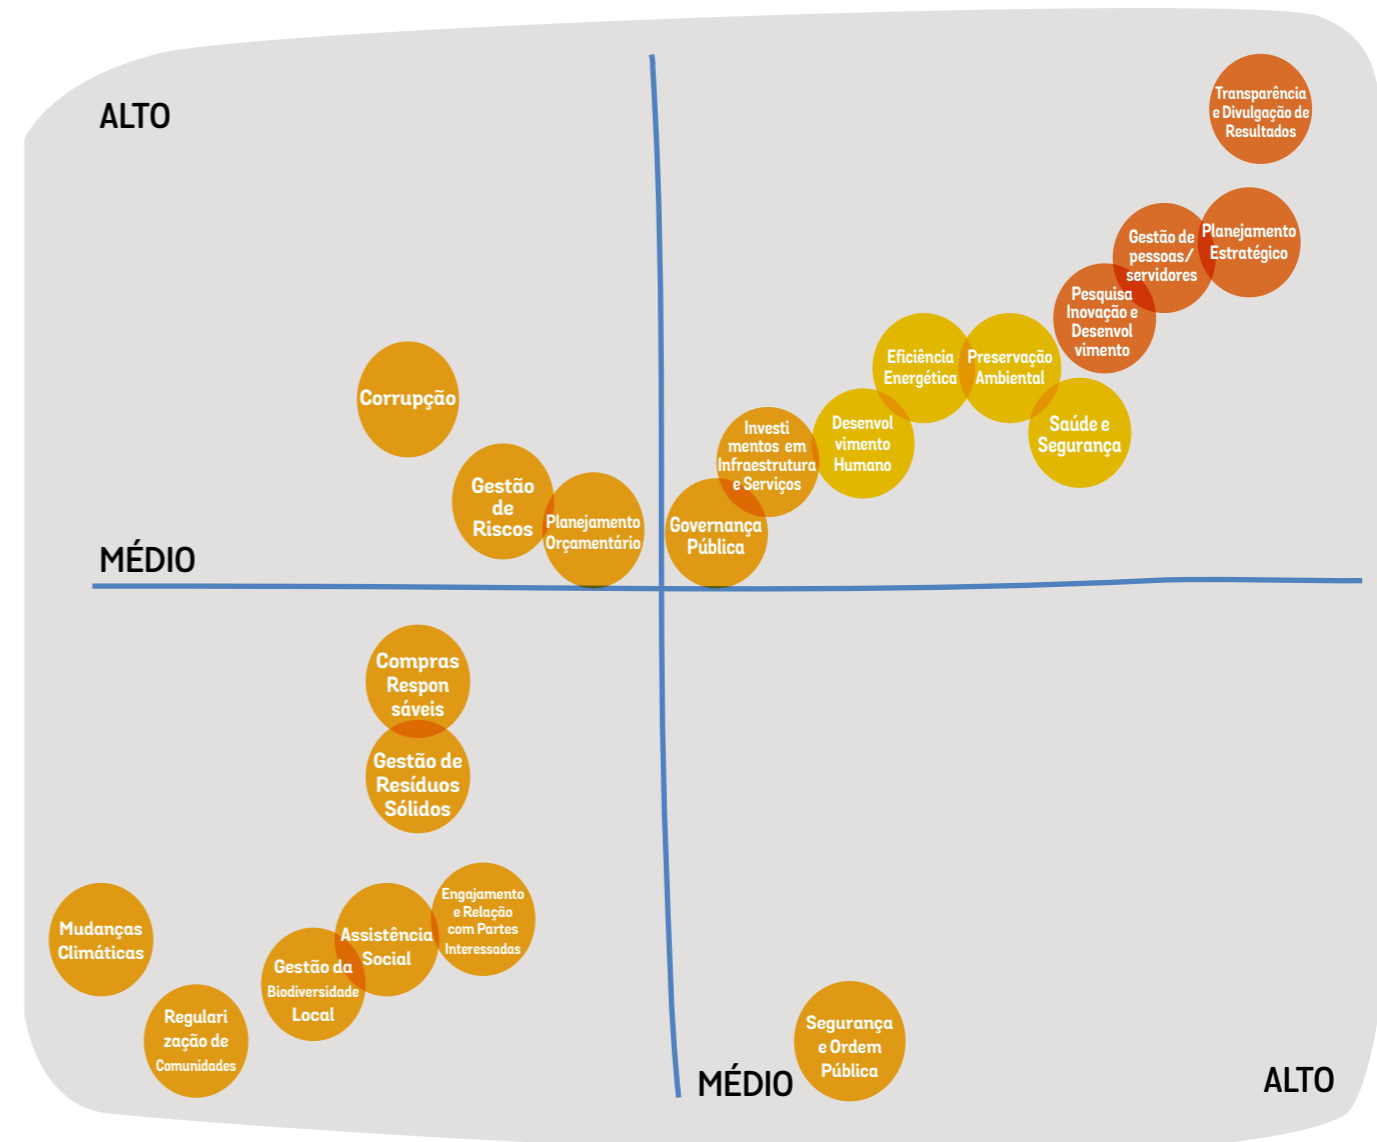 ALTO
Transparência
e Divulgação de
Resultados
Gestão de
pessoas/
servidores
Planejamento
Estratégico
Pesquisa
Inovação e
Desenvol
vimento
Eficiência
Energética
Preservação
Ambiental
Saúde e
Segurança
Desenvol
vimento
Humano
Investi
mentos em
Infraestrutura
e Serviços
Governança
Pública
Corrupção
Gestão
de
Riscos
Planejamento
Orçamentário
MÉDIO
Compras
Respon
sáveis
Gestão de
Resíduos
Sólidos
Engajamento
e Relação
com Partes
Interessadas
Assistência
Social
Gestão da
Biodiversidade
Local
Mudanças
Climáticas
Regulari
zação de
Comunidades
Segurança
e Ordem
Pública
MÉDIO
ALTO